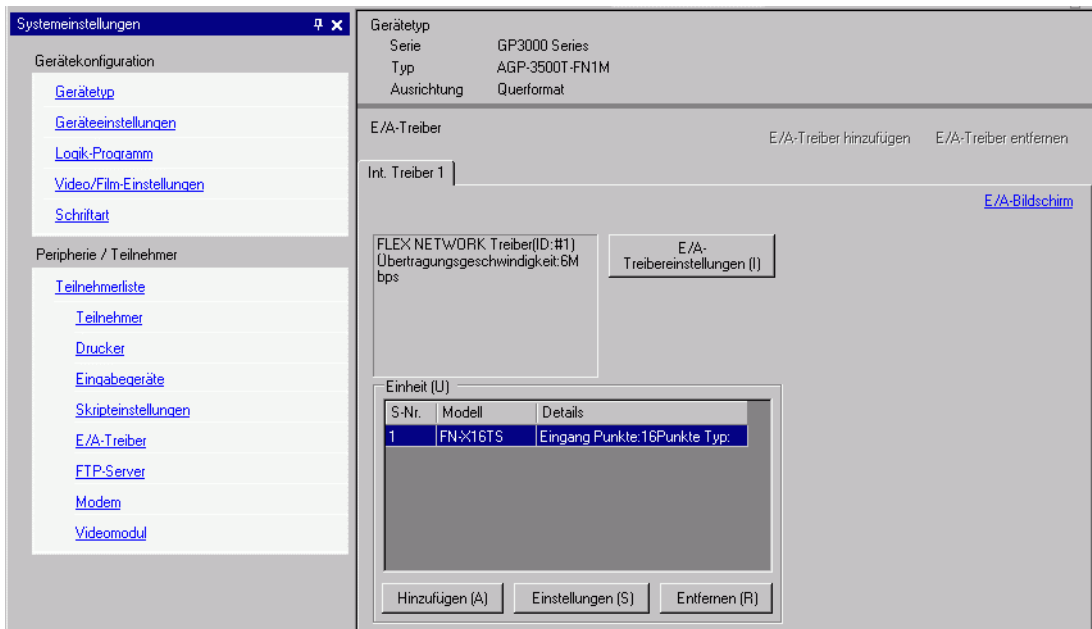 Systemeinstellungen
Gerätekonfiguration
Gerätetyp
Geräteeinstellungen
Logik-Programm
Video/Film-Einstellungen
Schriftart
Peripherie / Teilnehmer
Teilnehmerliste
Teilnehmer
Drucker
Eingabegeräte
Skripteinstellungen
E/A-Treiber
FTP-Server
Modem
Videomodul
Gerätetyp
Serie GP3000 Series
Typ AGP-3500T-FN1M
Ausrichtung Querformat
E/A-Treiber
E/A-Treiber hinzufügen E/A-Treiber entfernen
Int. Treiber 1
E/A-Bildschirm
FLEX NETWORK Treiber(ID:#1)
Übertragungsgeschwindigkeit:6M
bps
E/A-
Treibereinstellungen (I)
Einheit (U)
S-Nr. Modell Details
1 FN-X16TS Eingang Punkte:16Punkte Typ:
Hinzufügen (A) Einstellungen (S) Entfernen (R)